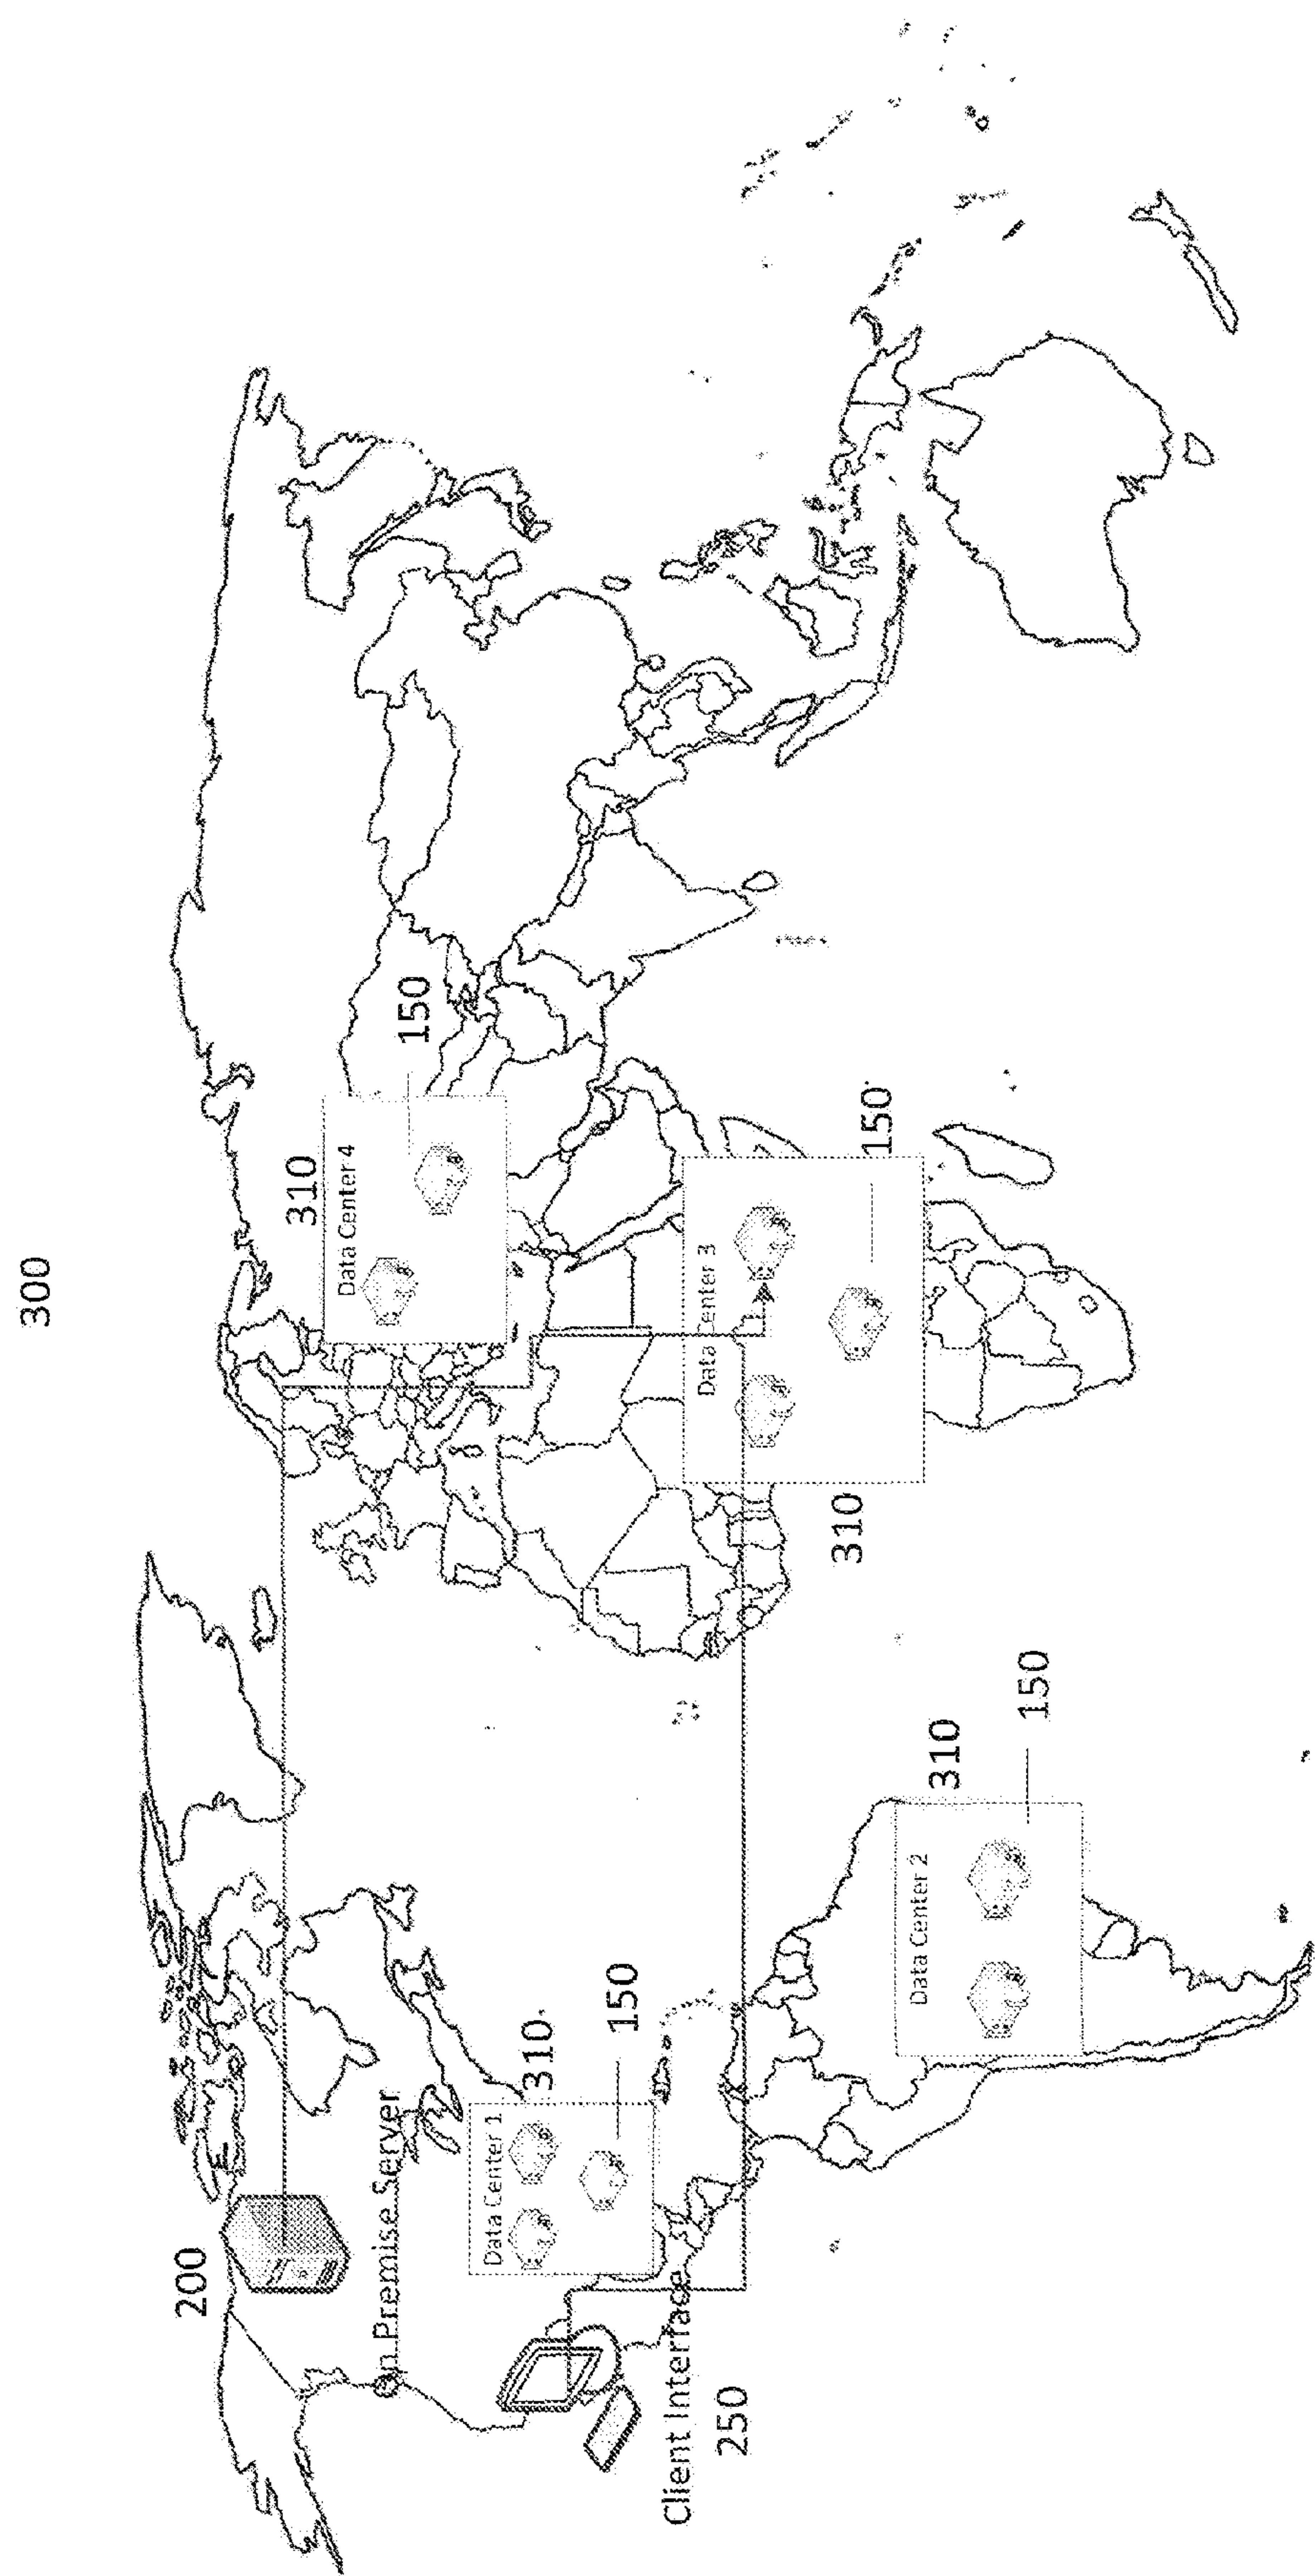 300
200
On Premise Server
310
Data Center 4
150
Data Center 1
310
150
Client Interface
250
Data Center 3
150
310
Data Center 2
310
150